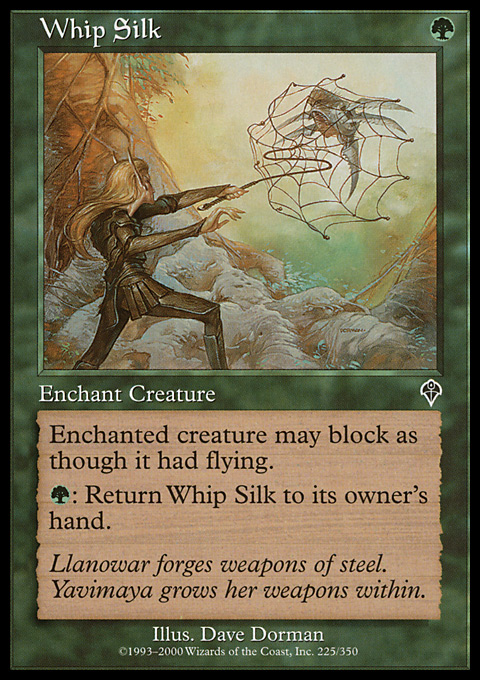 Whip Silk
Enchant Creature
Enchanted creature may block as
though it had flying.
: Return Whip Silk to its owner's
hand.
Llanowar forges weapons of steel.
Yavimaya grows her weapons within.
Illus. Dave Dorman
©1993–2000 Wizards of the Coast, Inc. 225/350